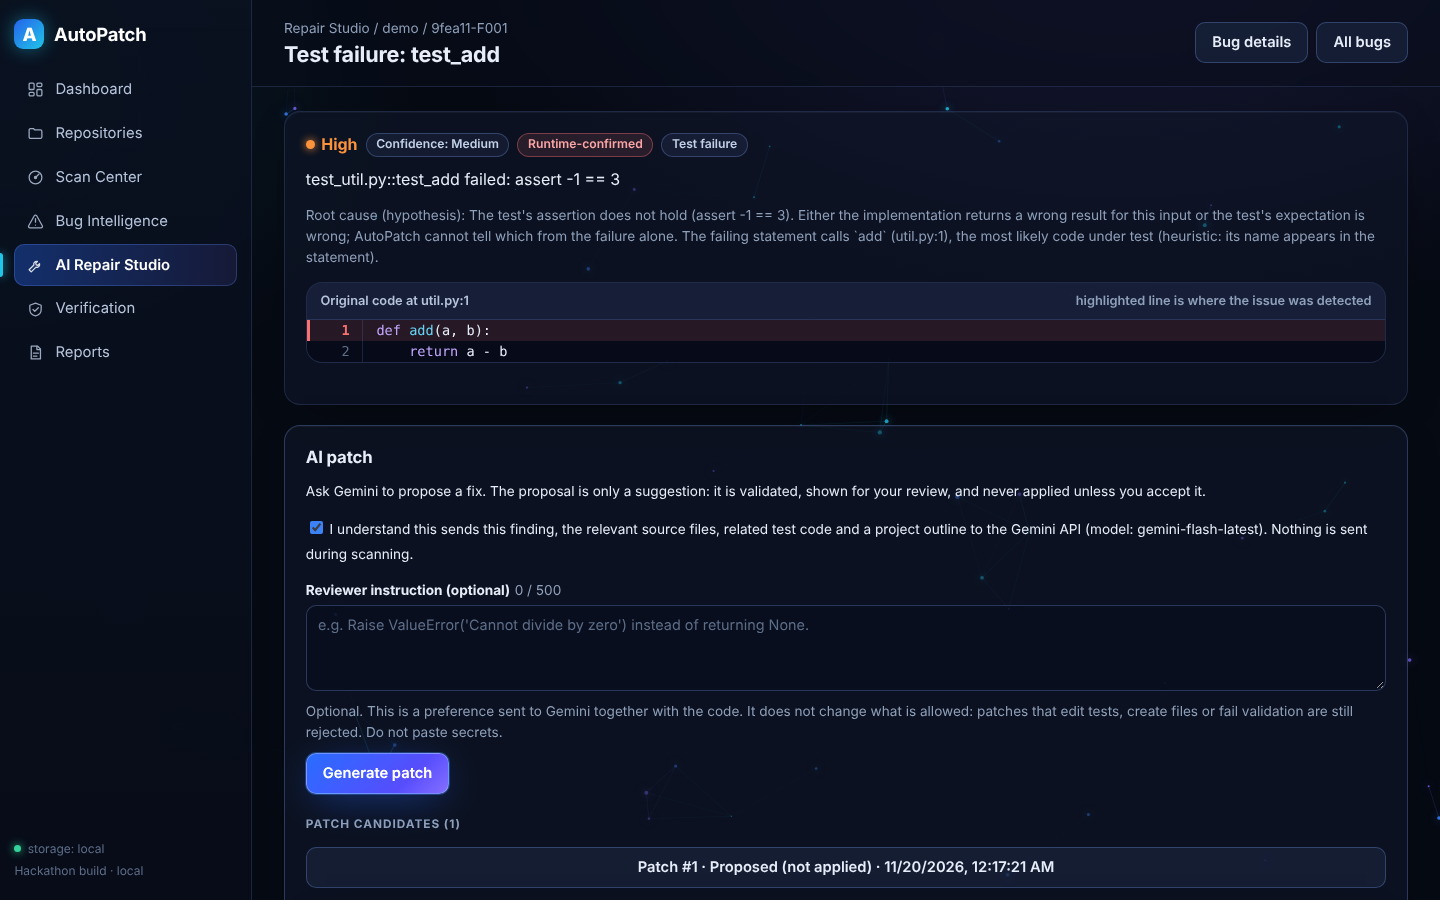 A AutoPatch
Dashboard
Repositories
Scan Center
Bug Intelligence
AI Repair Studio
Verification
Reports
storage: local
Hackathon build · local
Repair Studio / demo / 9fea11-F001
Test failure: test_add
Bug details
All bugs
High
Confidence: Medium
Runtime-confirmed
Test failure
test_util.py::test_add failed: assert -1 == 3
Root cause (hypothesis): The test's assertion does not hold (assert -1 == 3). Either the implementation returns a wrong result for this input or the test's expectation is
wrong; AutoPatch cannot tell which from the failure alone. The failing statement calls `add` (util.py:1), the most likely code under test (heuristic: its name appears in the
statement).
Original code at util.py:1
highlighted line is where the issue was detected
1 def add(a, b):
2     return a - b
AI patch
Ask Gemini to propose a fix. The proposal is only a suggestion: it is validated, shown for your review, and never applied unless you accept it.
I understand this sends this finding, the relevant source files, related test code and a project outline to the Gemini API (model: gemini-flash-latest). Nothing is sent
during scanning.
Reviewer instruction (optional) 0 / 500
e.g. Raise ValueError('Cannot divide by zero') instead of returning None.
Optional. This is a preference sent to Gemini together with the code. It does not change what is allowed: patches that edit tests, create files or fail validation are still
rejected. Do not paste secrets.
Generate patch
PATCH CANDIDATES (1)
Patch #1 · Proposed (not applied) · 11/20/2026, 12:17:21 AM